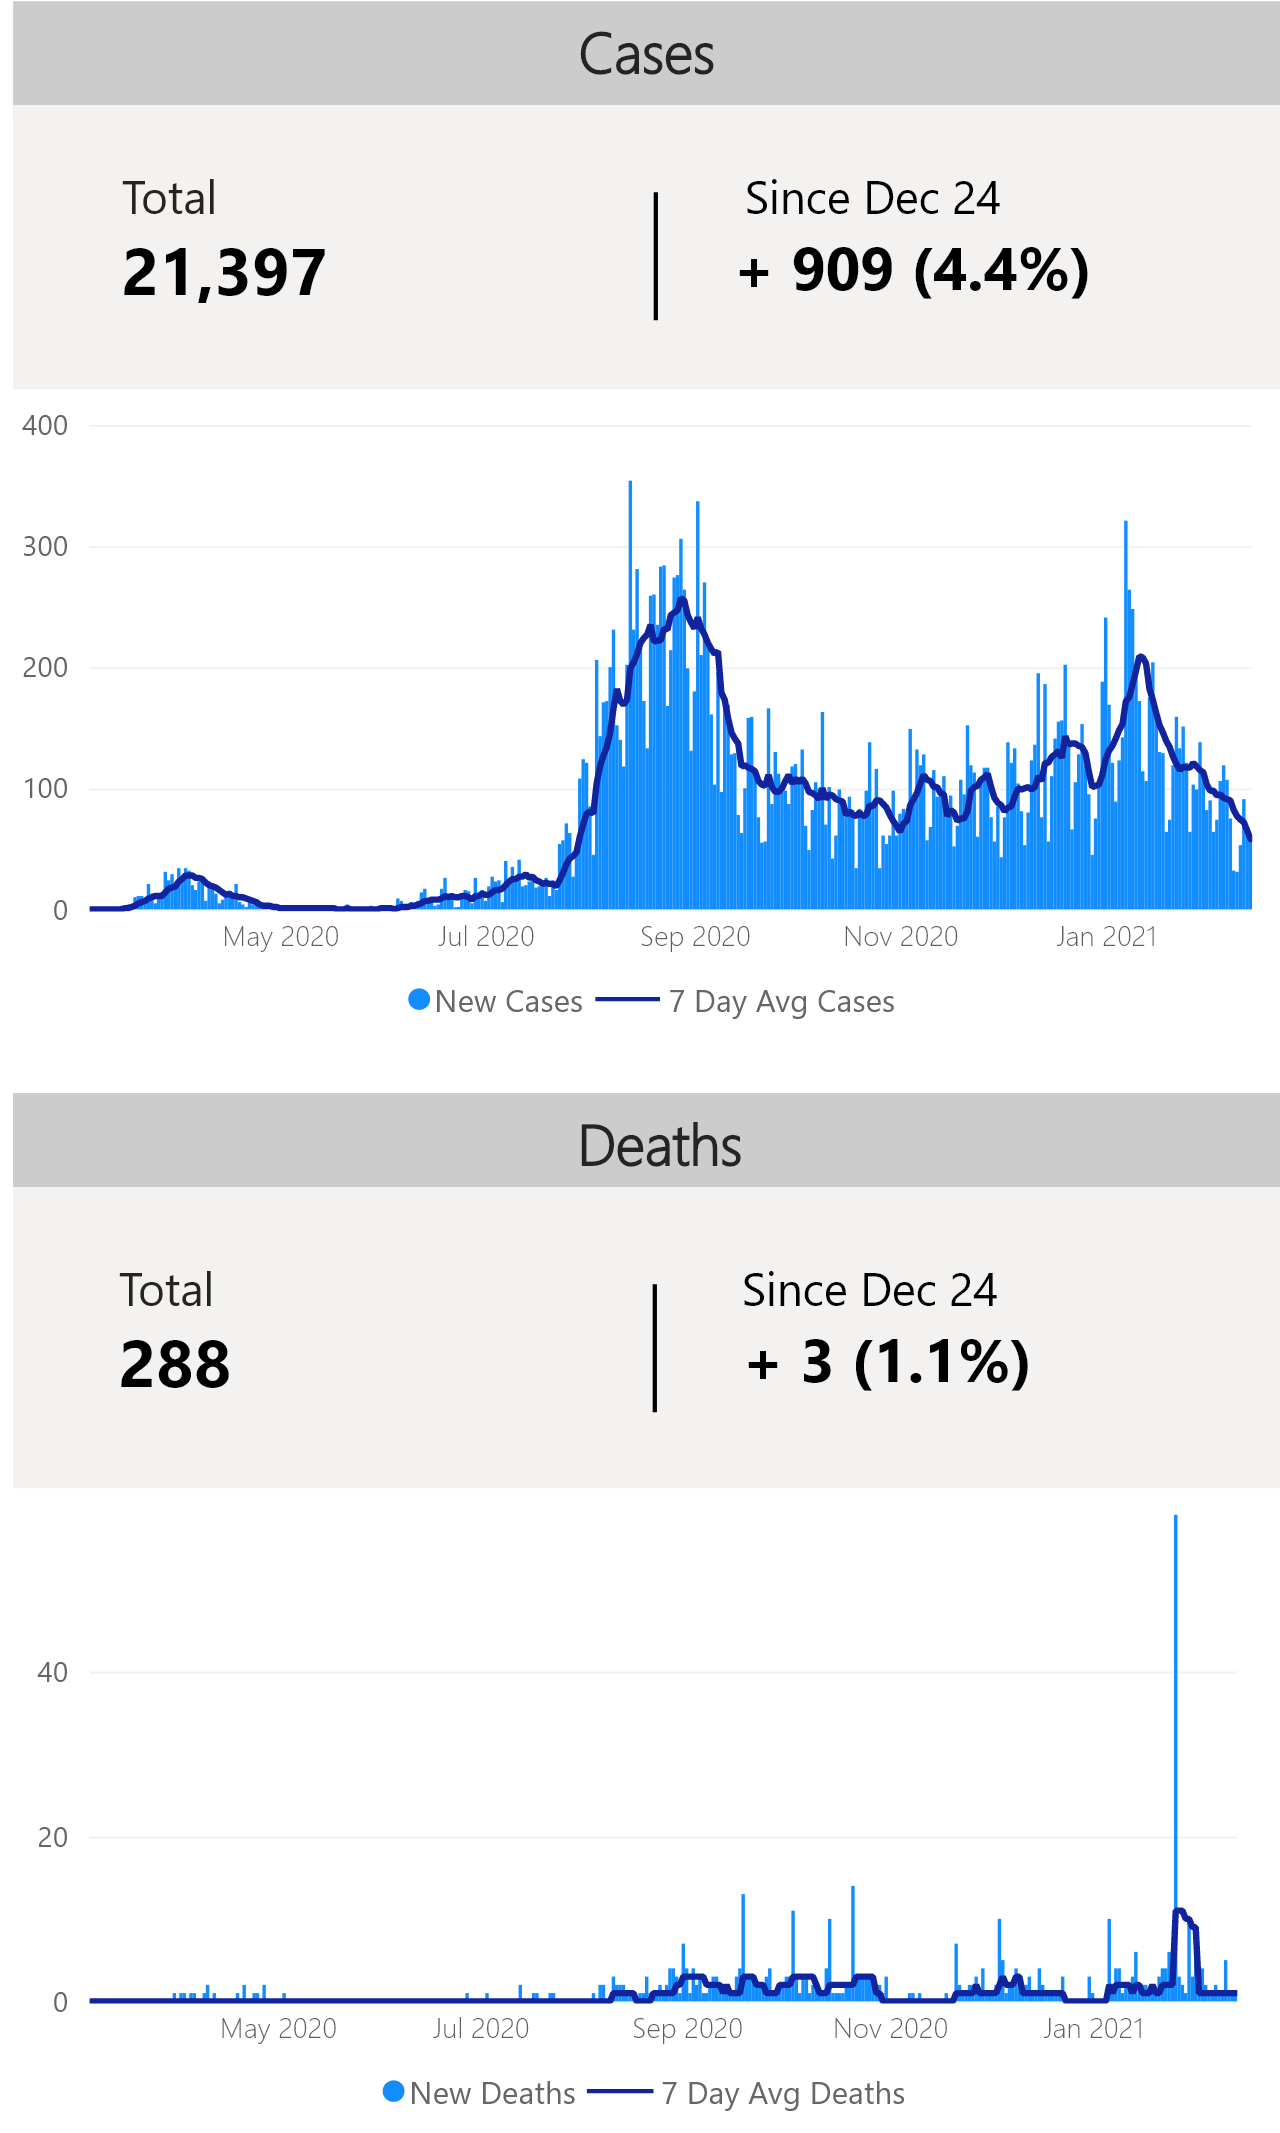 Cases
Total
Since Dec 24
21,397
+ 909 (4.4%)
400
300
200
100
0
May 2020 Jul 2020 Sep 2020 Nov 2020 Jan 2021
New Cases 7 Day Avg Cases
Deaths
Total
Since Dec 24
288
+ 3 (1.1%)
40
20
0
May 2020 Jul 2020 Sep 2020 Nov 2020 Jan 2021
New Deaths 7 Day Avg Deaths